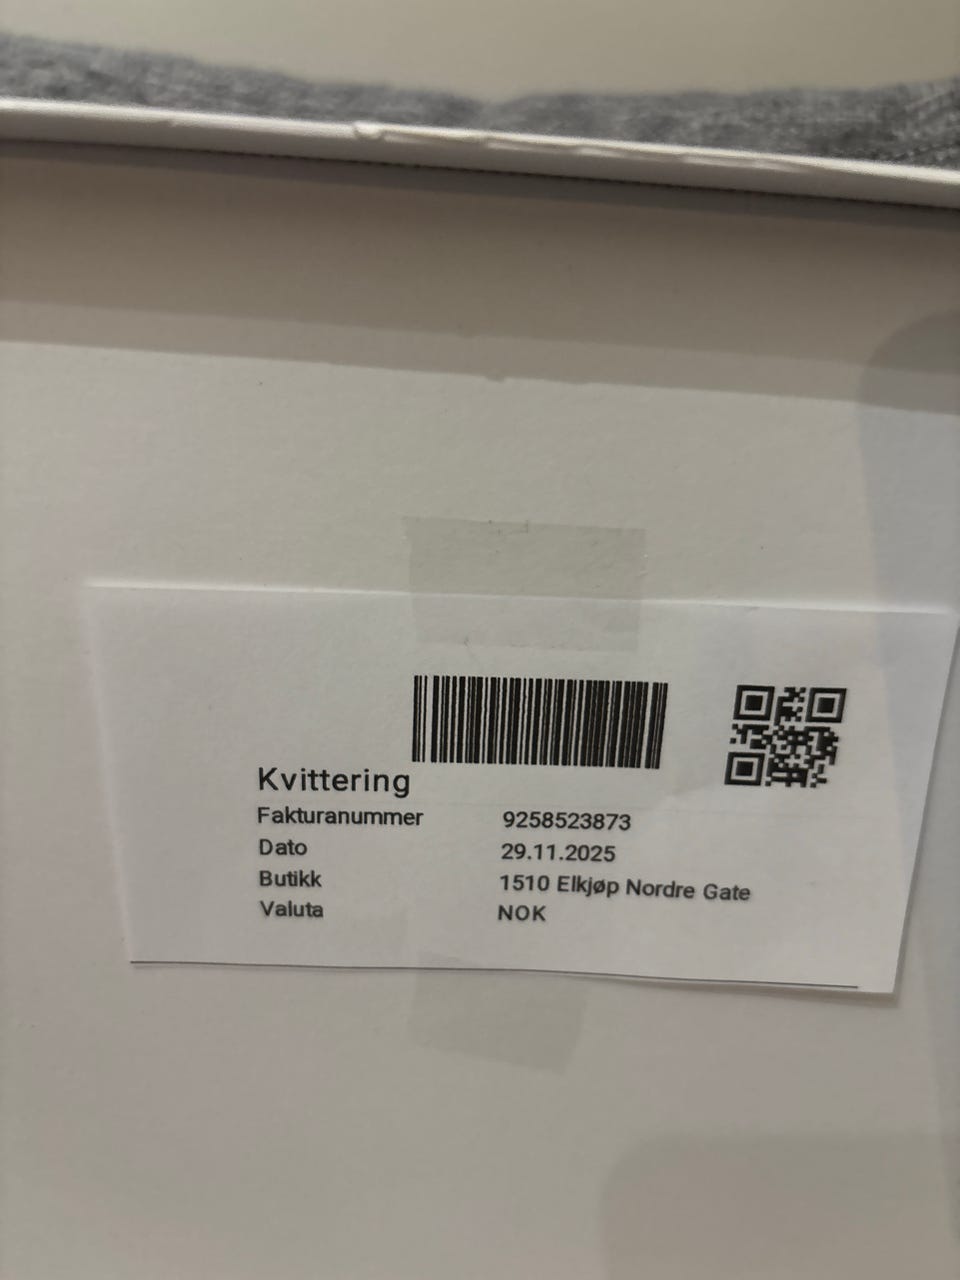 Kvittering
Fakturanummer 9258523873
Dato 29.11.2025
Butikk 1510 Elkjøp Nordre Gate
Valuta NOK